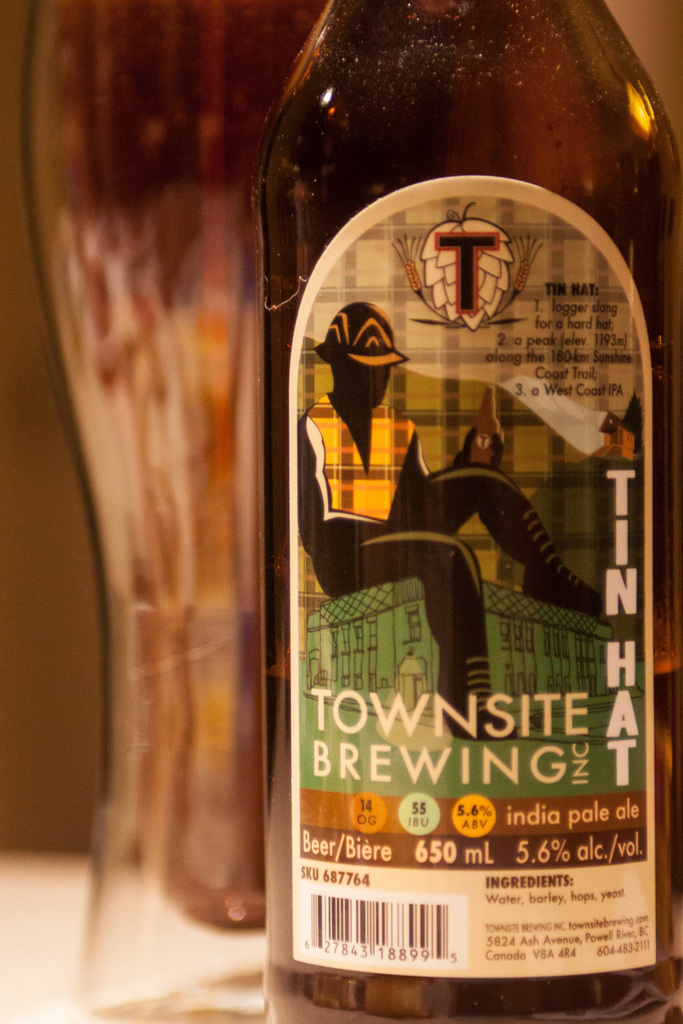 T
TIN HAT:
1. logger slang
for a hard hat;
2. a peak (elev. 1193m)
along the 180-km Sunshine
Coast Trail;
3. a West Coast IPA
T
TIN HAT
TOWNSITE
BREWING INC
14 OG
55 IBU
5.6% ABV
india pale ale
Beer/Bière 650 mL 5.6% alc./vol.
SKU 687764
INGREDIENTS:
Water, barley, hops, yeast.
TOWNSITE BREWING INC. townsitebrewing.com
5824 Ash Avenue, Powell River, BC
Canada V8A 4R4 604-483-2111
6 27843 18899 5